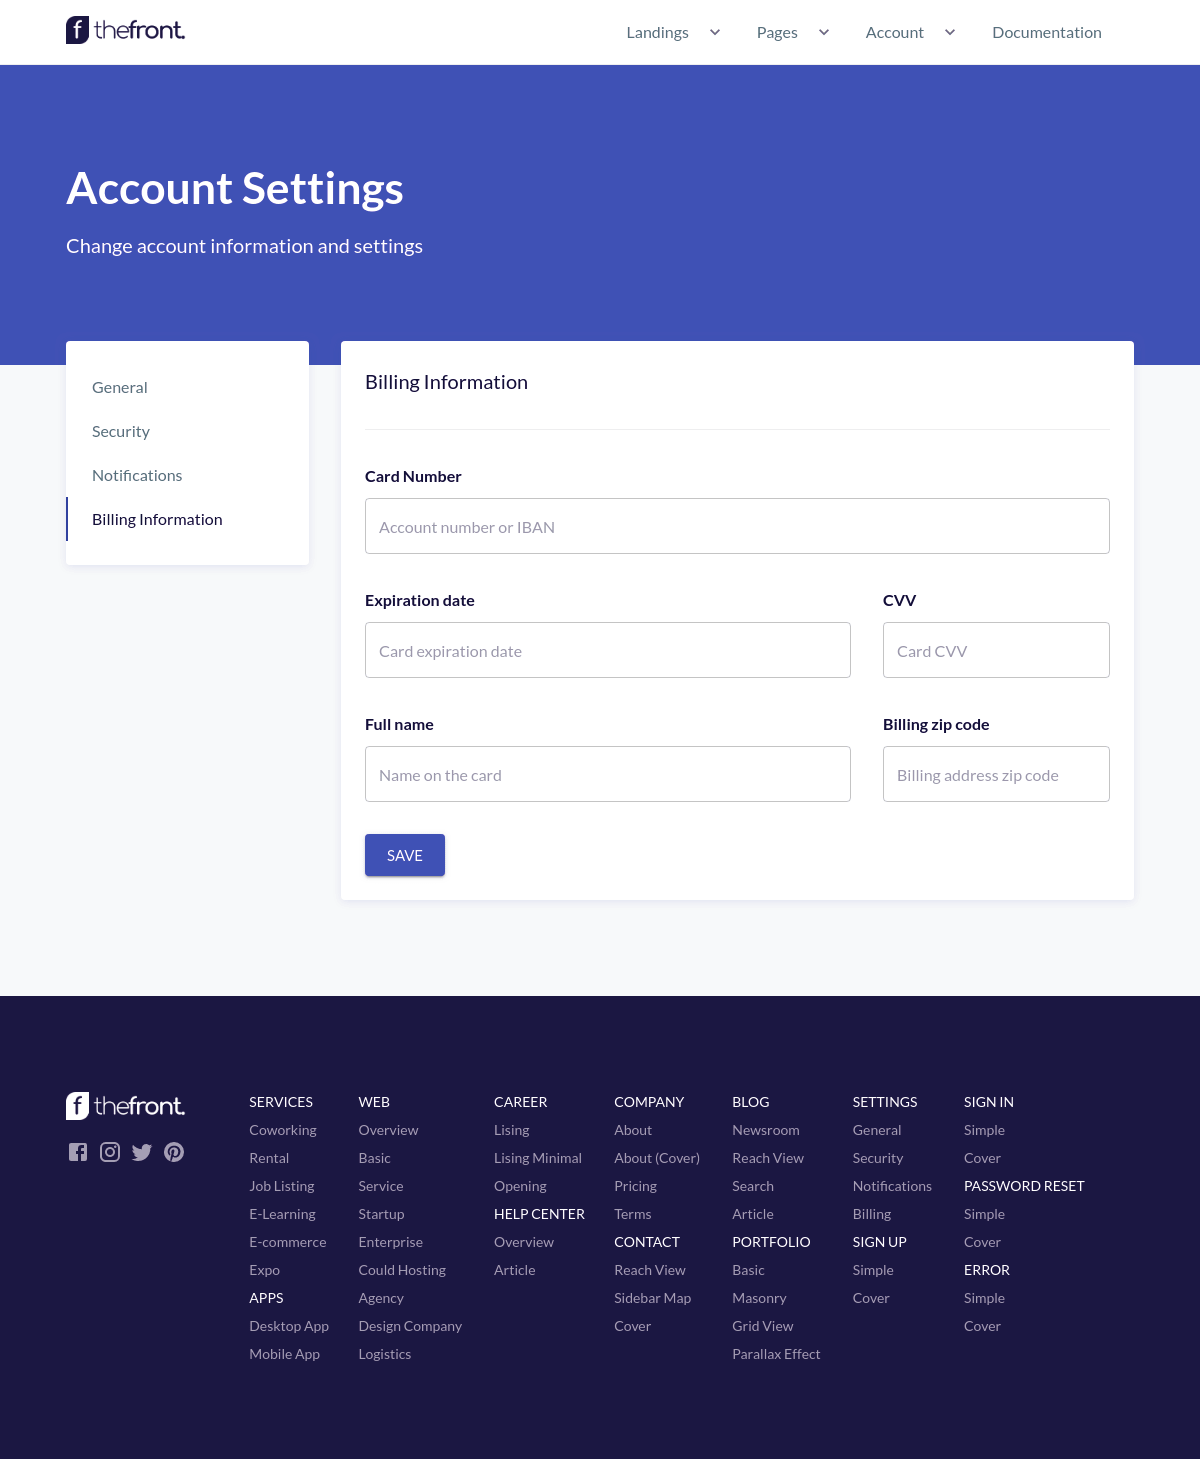 thefront.
Landings
Pages
Account
Documentation
Account Settings
Change account information and settings
General
Security
Notifications
Billing Information
Billing Information
Card Number
Account number or IBAN
Expiration date
CVV
Card expiration date
Card CVV
Full name
Billing zip code
Name on the card
Billing address zip code
SAVE
thefront.
SERVICES
Coworking
Rental
Job Listing
E-Learning
E-commerce
Expo
APPS
Desktop App
Mobile App
WEB
Overview
Basic
Service
Startup
Enterprise
Could Hosting
Agency
Design Company
Logistics
CAREER
Lising
Lising Minimal
Opening
HELP CENTER
Overview
Article
COMPANY
About
About (Cover)
Pricing
Terms
CONTACT
Reach View
Sidebar Map
Cover
BLOG
Newsroom
Reach View
Search
Article
PORTFOLIO
Basic
Masonry
Grid View
Parallax Effect
SETTINGS
General
Security
Notifications
Billing
SIGN UP
Simple
Cover
SIGN IN
Simple
Cover
PASSWORD RESET
Simple
Cover
ERROR
Simple
Cover